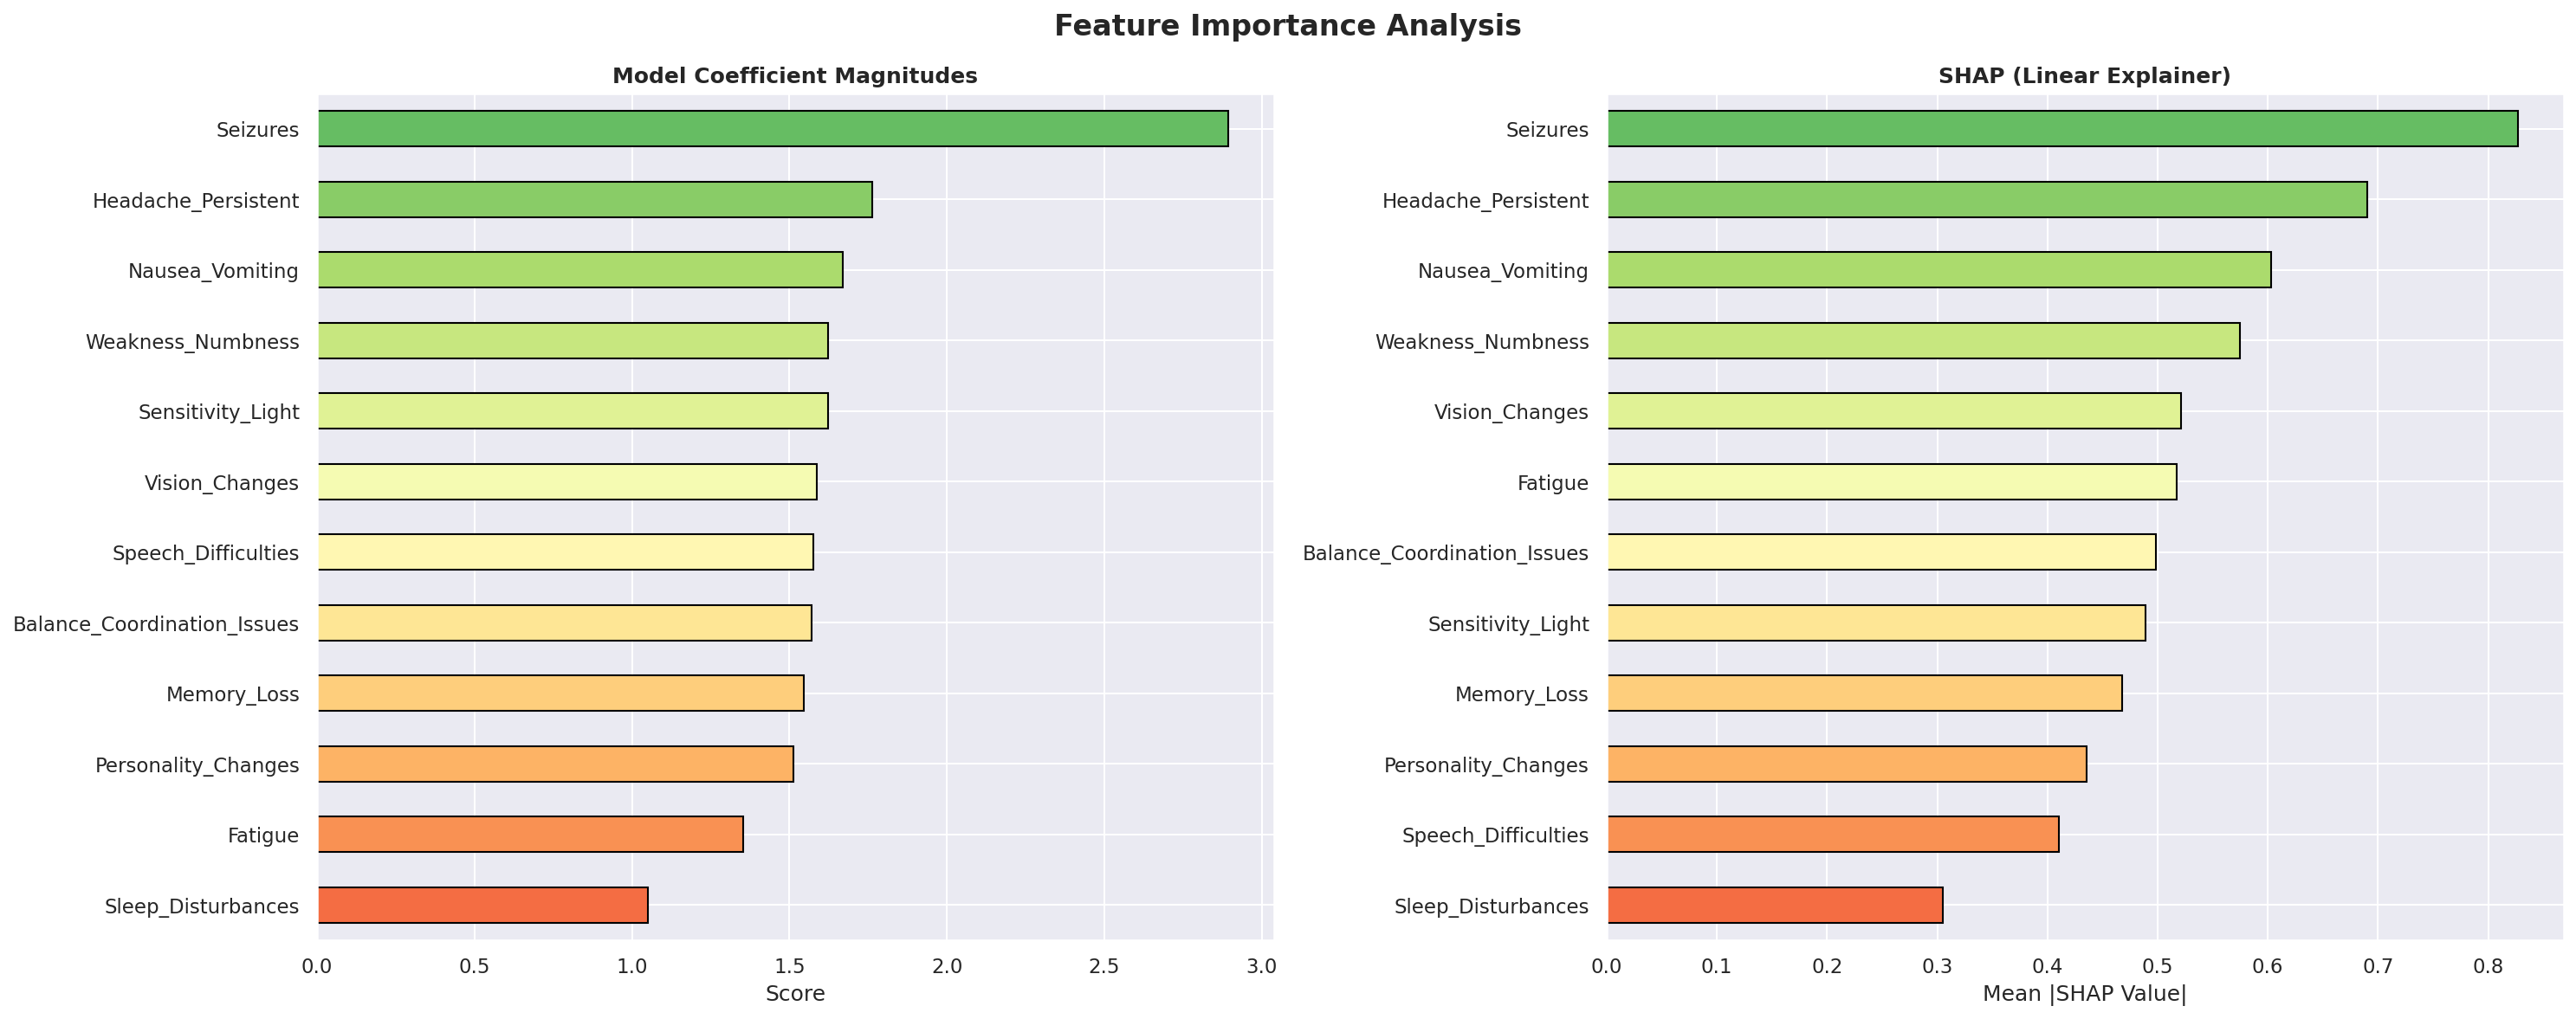 Feature Importance Analysis
Model Coefficient Magnitudes
Seizures
Headache_Persistent
Nausea_Vomiting
Weakness_Numbness
Sensitivity_Light
Vision_Changes
Speech_Difficulties
Balance_Coordination_Issues
Memory_Loss
Personality_Changes
Fatigue
Sleep_Disturbances
0.0 0.5 1.0 1.5 2.0 2.5 3.0
Score
SHAP (Linear Explainer)
Seizures
Headache_Persistent
Nausea_Vomiting
Weakness_Numbness
Vision_Changes
Fatigue
Balance_Coordination_Issues
Sensitivity_Light
Memory_Loss
Personality_Changes
Speech_Difficulties
Sleep_Disturbances
0.0 0.1 0.2 0.3 0.4 0.5 0.6 0.7 0.8
Mean |SHAP Value|